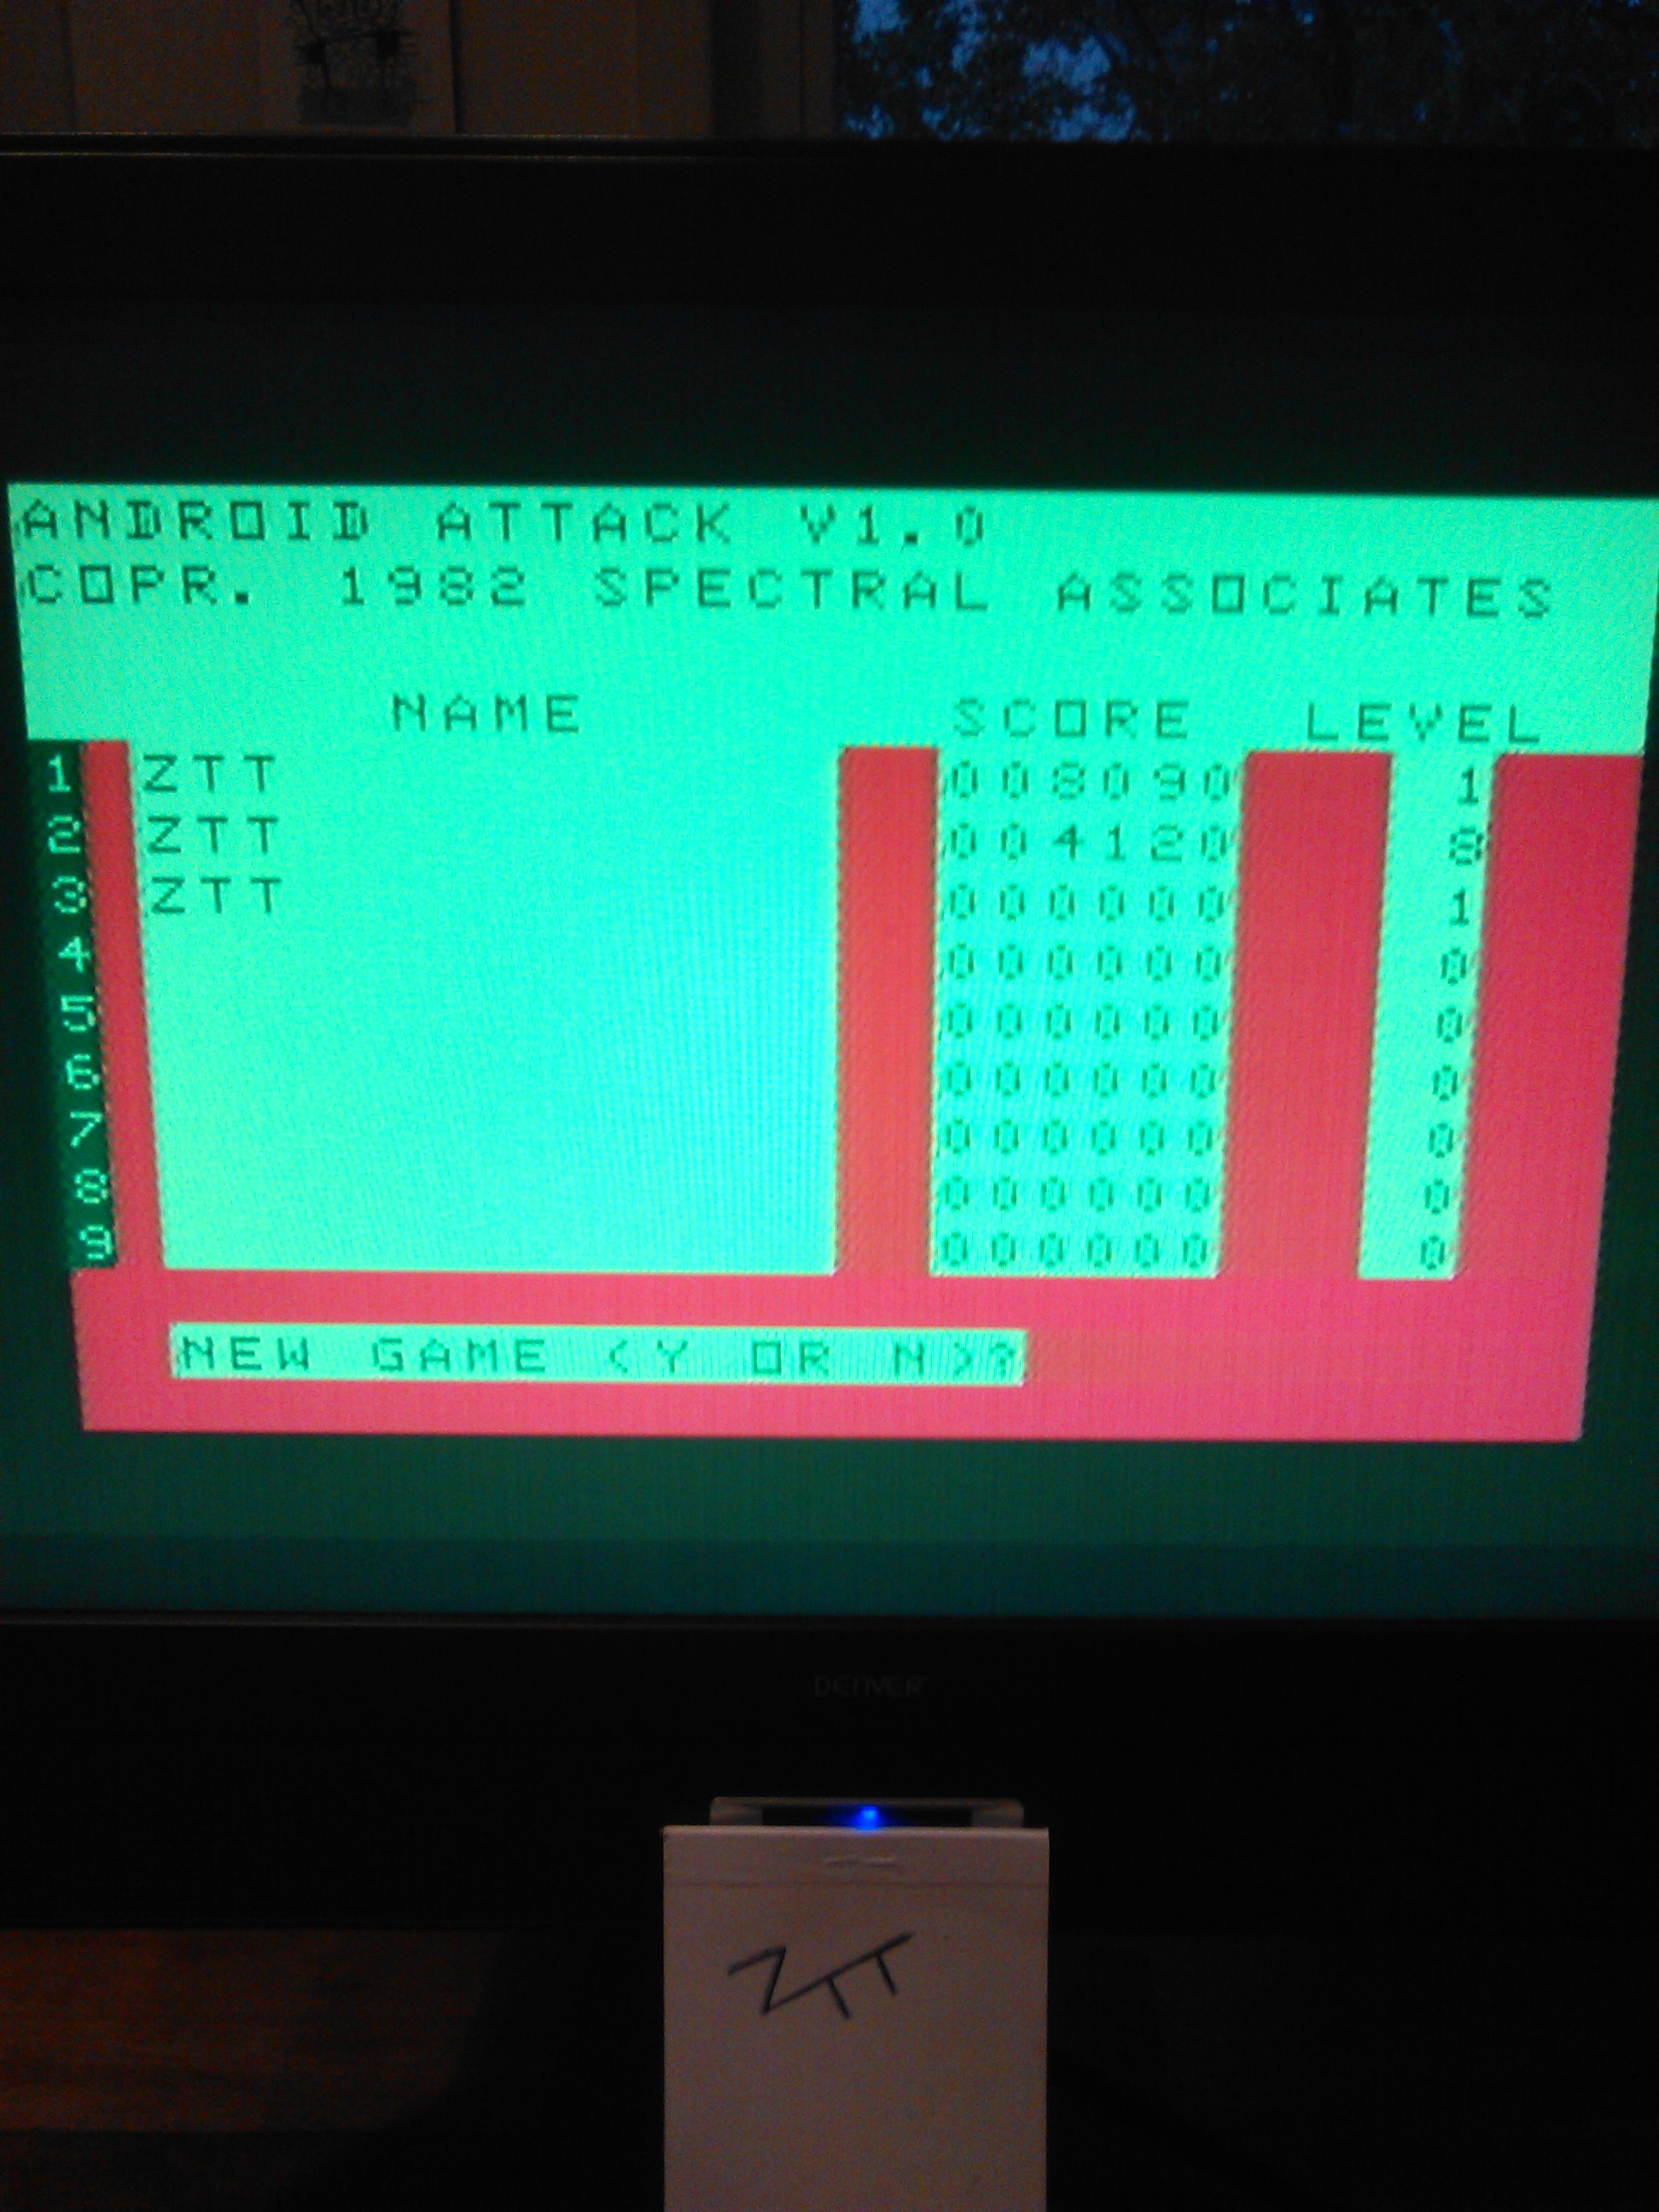 ANDROID ATTACK V1.0
COPR. 1982 SPECTRAL ASSOCIATES
NAME SCORE LEVEL
1 ZTT 008090 1
2 ZTT 004120 8
3 ZTT 000000 1
4 000000 0
5 000000 0
6 000000 0
7 000000 0
8 000000 0
9 000000 0
NEW GAME (Y OR N)?
DENVER
ZTT